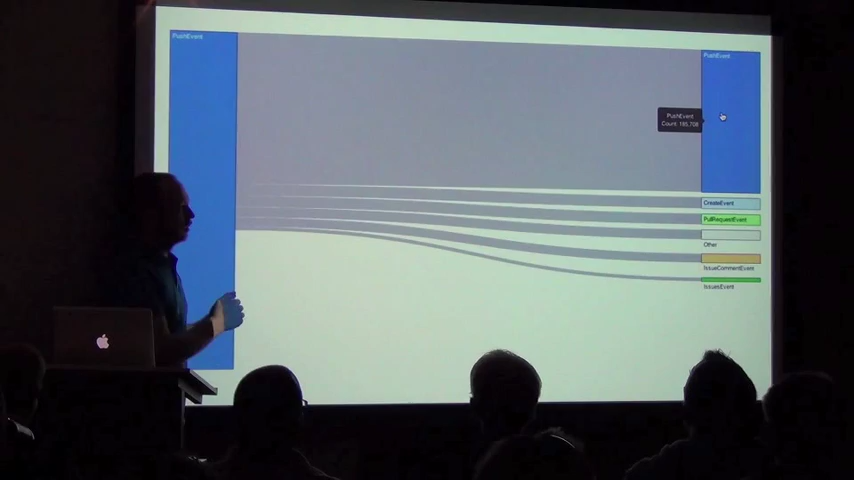 PushEvent
PushEvent
PushEvent
Count: 185,708
CreateEvent
PullRequestEvent
Other
IssueCommentEvent
IssuesEvent